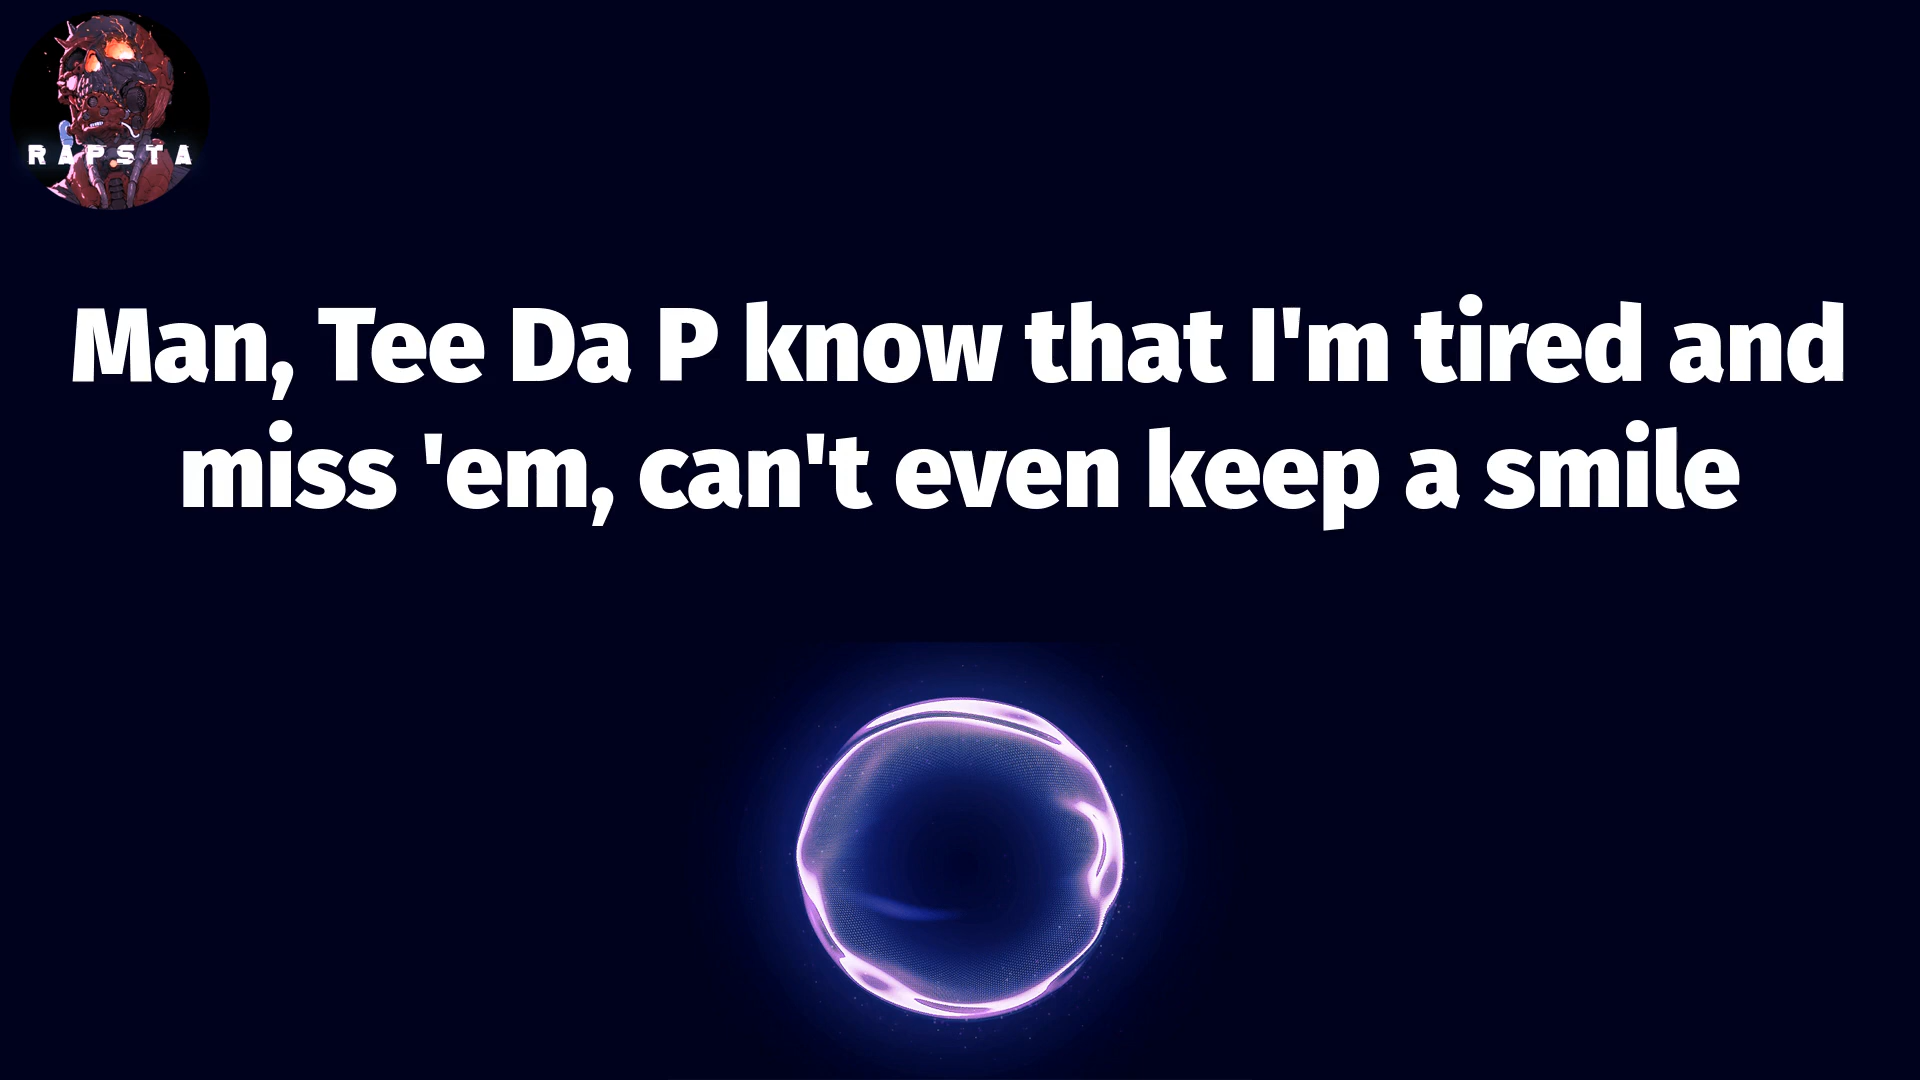 RAPSTA
Man, Tee Da P know that I'm tired and
miss 'em, can't even keep a smile